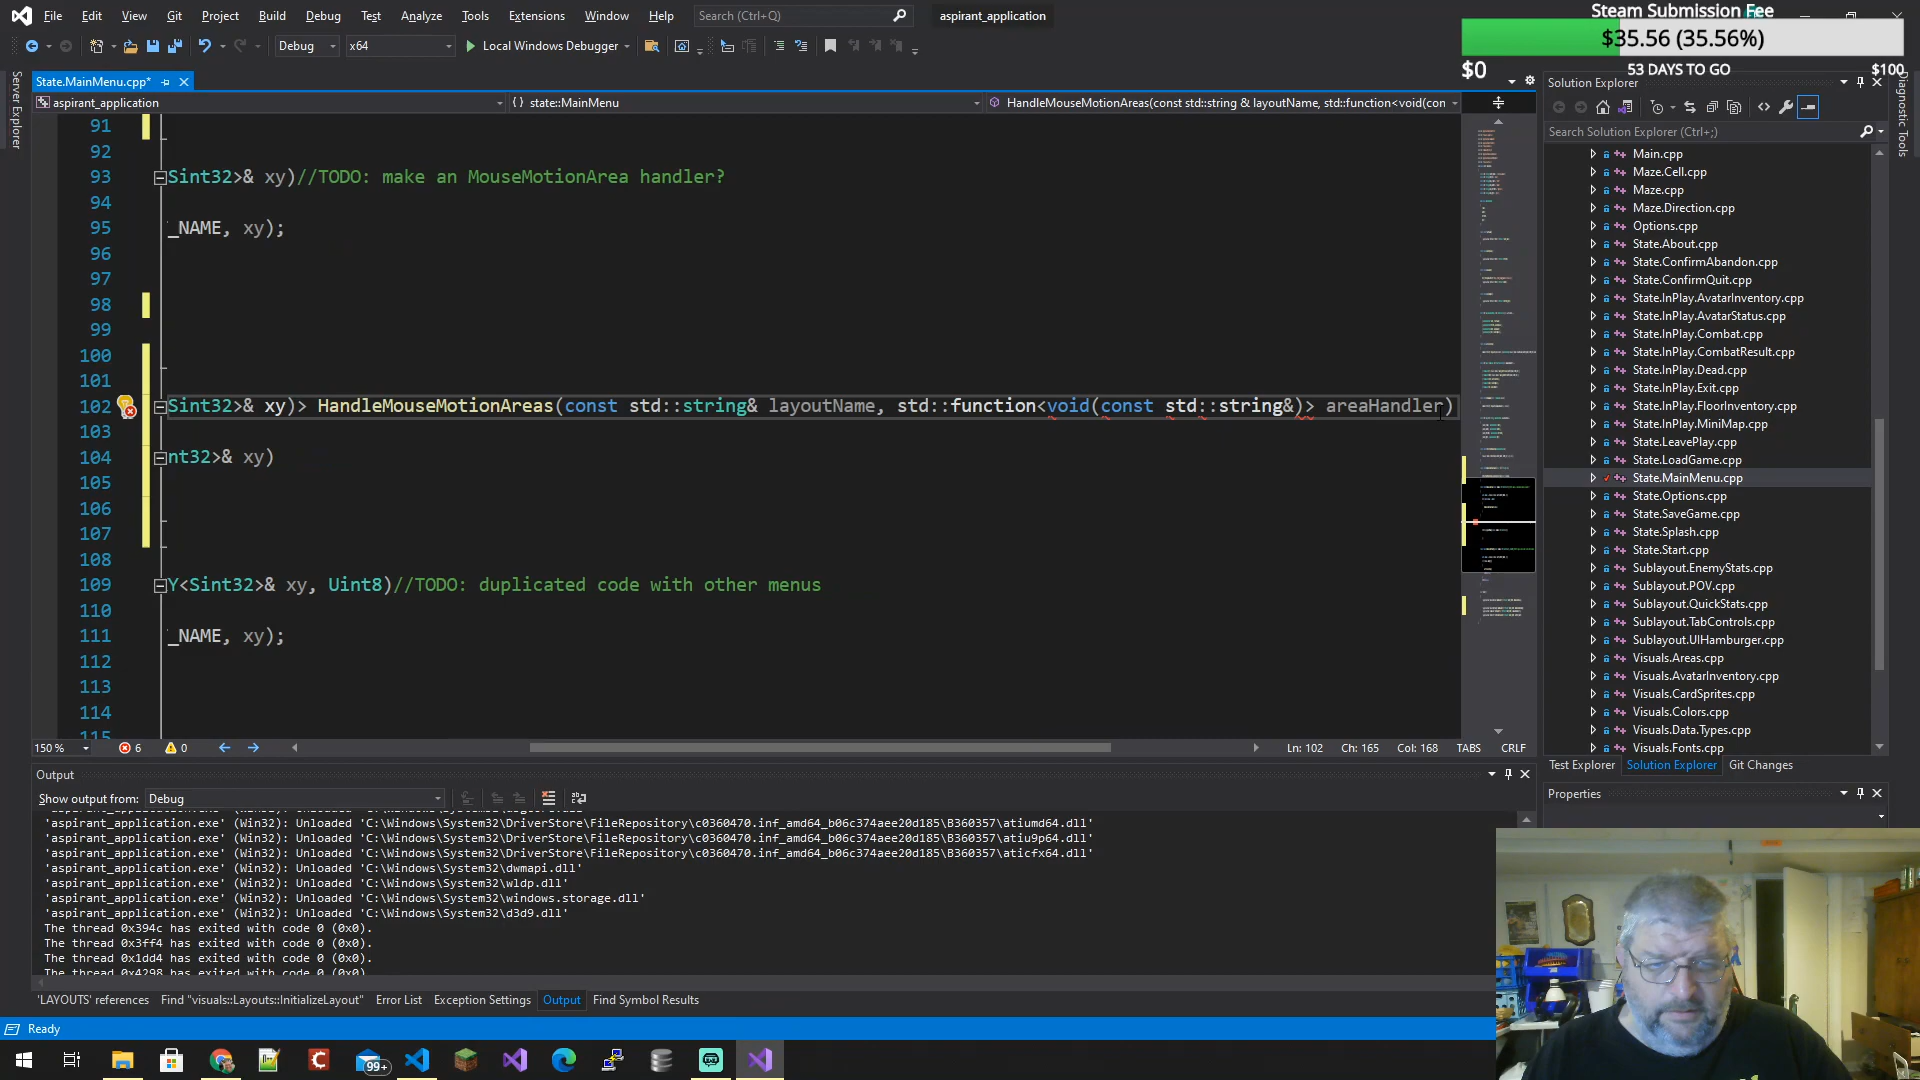 File Edit View Git Project Build Debug Test Analyze Tools Extensions Window Help Search (Ctrl+Q) aspirant_application
Steam Submission Fee
$35.56 (35.56%)
$0 53 DAYS TO GO $100
Debug x64 Local Windows Debugger
Server Explorer
State.MainMenu.cpp*
aspirant_application {} state::MainMenu HandleMouseMotionAreas(const std::string & layoutName, std::function<void(con
91
92
93 Sint32>& xy)//TODO: make an MouseMotionArea handler?
94
95 _NAME, xy);
96
97
98
99
100
101
102 Sint32>& xy)> HandleMouseMotionAreas(const std::string& layoutName, std::function<void(const std::string&)> areaHandler)
103
104 nt32>& xy)
105
106
107
108
109 Y<Sint32>& xy, Uint8)//TODO: duplicated code with other menus
110
111 _NAME, xy);
112
113
114
115
150 % 6 0 Ln: 102 Ch: 165 Col: 168 TABS CRLF
Output
Show output from: Debug
'aspirant_application.exe' (Win32): Unloaded 'C:\Windows\System32\DriverStore\FileRepository\c0360470.inf_amd64_b06c374aee20d185\B360357\atiumd64.dll'
'aspirant_application.exe' (Win32): Unloaded 'C:\Windows\System32\DriverStore\FileRepository\c0360470.inf_amd64_b06c374aee20d185\B360357\atiu9p64.dll'
'aspirant_application.exe' (Win32): Unloaded 'C:\Windows\System32\DriverStore\FileRepository\c0360470.inf_amd64_b06c374aee20d185\B360357\aticfx64.dll'
'aspirant_application.exe' (Win32): Unloaded 'C:\Windows\System32\dwmapi.dll'
'aspirant_application.exe' (Win32): Unloaded 'C:\Windows\System32\wldp.dll'
'aspirant_application.exe' (Win32): Unloaded 'C:\Windows\System32\windows.storage.dll'
'aspirant_application.exe' (Win32): Unloaded 'C:\Windows\System32\d3d9.dll'
The thread 0x394c has exited with code 0 (0x0).
The thread 0x3ff4 has exited with code 0 (0x0).
The thread 0x1dd4 has exited with code 0 (0x0).
The thread 0x4298 has exited with code 0 (0x0)
'LAYOUTS' references Find "visuals::Layouts::InitializeLayout" Error List Exception Settings Output Find Symbol Results
Ready
99+
Solution Explorer
Search Solution Explorer (Ctrl+;)
Main.cpp
Maze.Cell.cpp
Maze.cpp
Maze.Direction.cpp
Options.cpp
State.About.cpp
State.ConfirmAbandon.cpp
State.ConfirmQuit.cpp
State.InPlay.AvatarInventory.cpp
State.InPlay.AvatarStatus.cpp
State.InPlay.Combat.cpp
State.InPlay.CombatResult.cpp
State.InPlay.Dead.cpp
State.InPlay.Exit.cpp
State.InPlay.FloorInventory.cpp
State.InPlay.MiniMap.cpp
State.LeavePlay.cpp
State.LoadGame.cpp
State.MainMenu.cpp
State.Options.cpp
State.SaveGame.cpp
State.Splash.cpp
State.Start.cpp
Sublayout.EnemyStats.cpp
Sublayout.POV.cpp
Sublayout.QuickStats.cpp
Sublayout.TabControls.cpp
Sublayout.UIHamburger.cpp
Visuals.Areas.cpp
Visuals.AvatarInventory.cpp
Visuals.CardSprites.cpp
Visuals.Colors.cpp
Visuals.Data.Types.cpp
Visuals.Fonts.cpp
Test Explorer Solution Explorer Git Changes
Properties
Diagnostic Tools